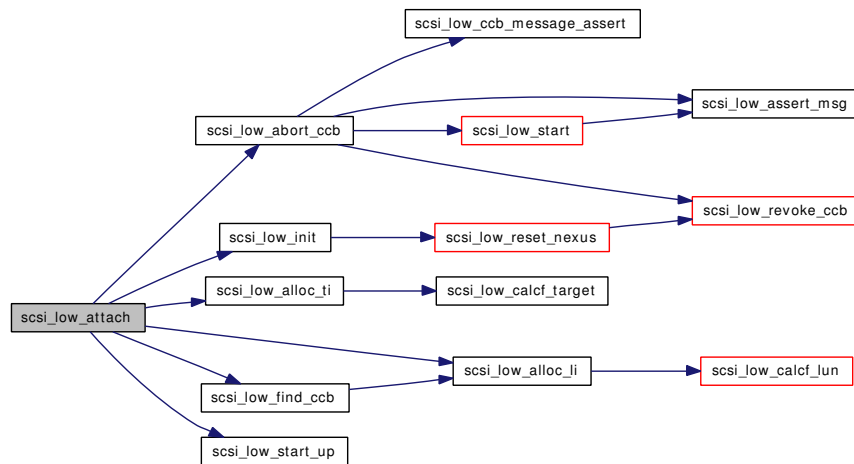 scsi_low_ccb_message_assert
scsi_low_assert_msg
scsi_low_abort_ccb
scsi_low_start
scsi_low_revoke_ccb
scsi_low_init
scsi_low_reset_nexus
scsi_low_alloc_ti
scsi_low_calcf_target
scsi_low_attach
scsi_low_alloc_li
scsi_low_calcf_lun
scsi_low_find_ccb
scsi_low_start_up